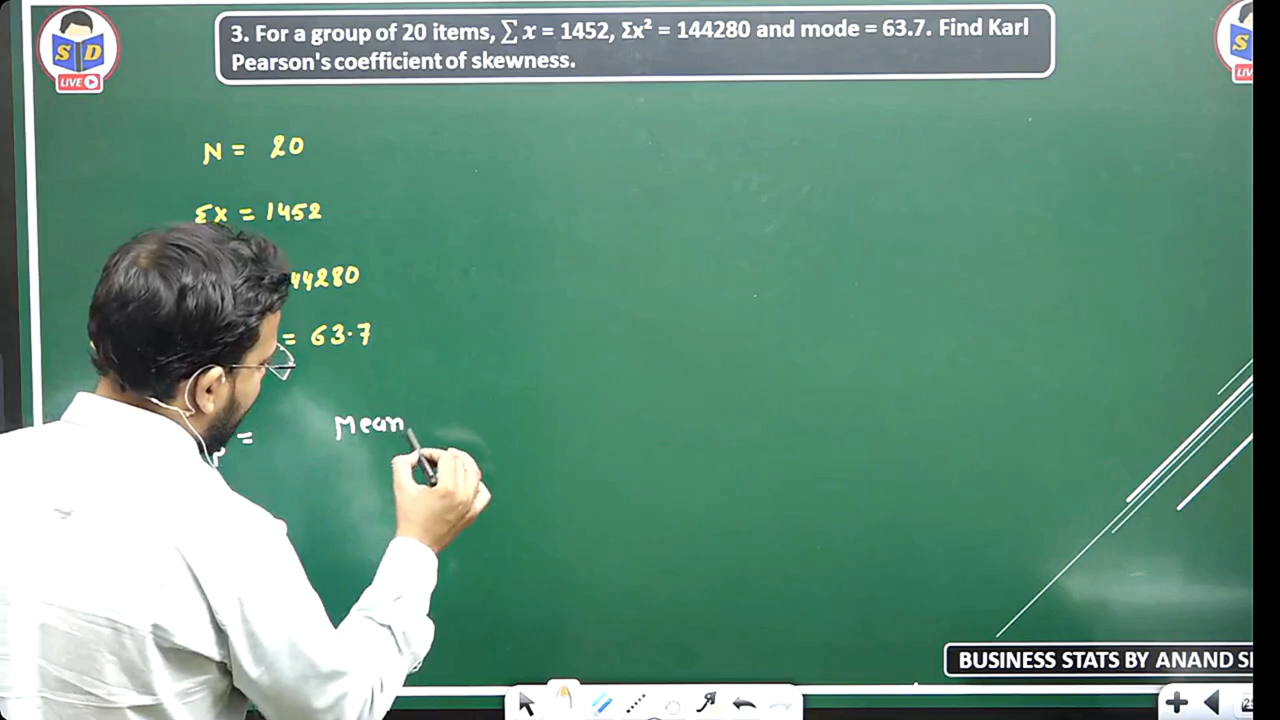 3. For a group of 20 items, ∑ x = 1452, Σx² = 144280 and mode = 63.7. Find Karl
Pearson's coefficient of skewness.
S D
LIVE
N = 20
Σx = 1452
44280
= 63.7
= Mean
BUSINESS STATS BY ANAND